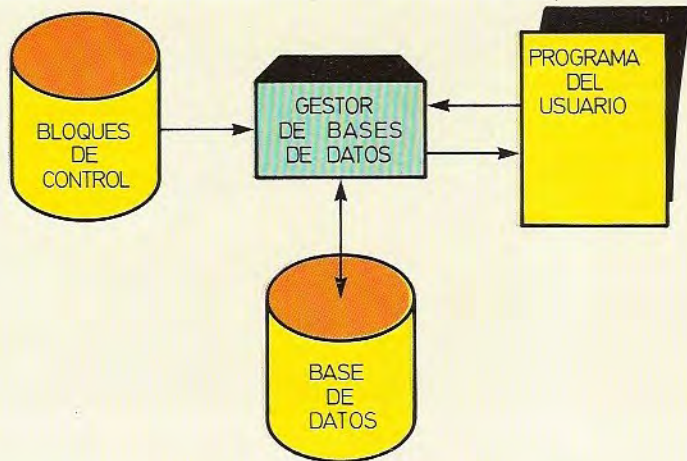 BLOQUES
DE
CONTROL
GESTOR
DE BASES
DE DATOS
PROGRAMA
DEL
USUARIO
BASE
DE
DATOS